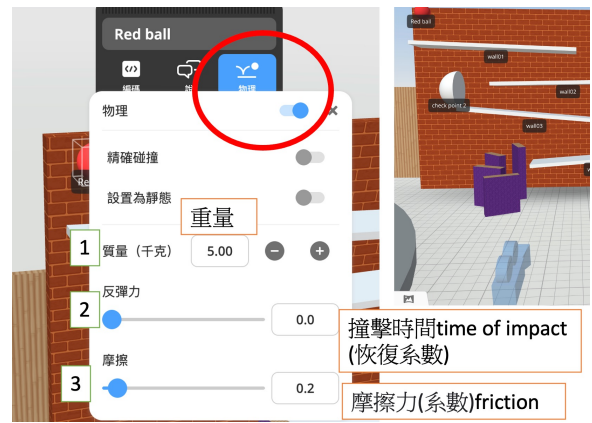 Red ball
編碼
物理
物理
精確碰撞
設置為靜態
重量
1
質量（千克）
5.00
反彈力
2
0.0
撞擊時間time of impact
(恢復系數)
摩擦
3
0.2
摩擦力(系數)friction
Red ball
wall01
wall02
check point 2
wall03